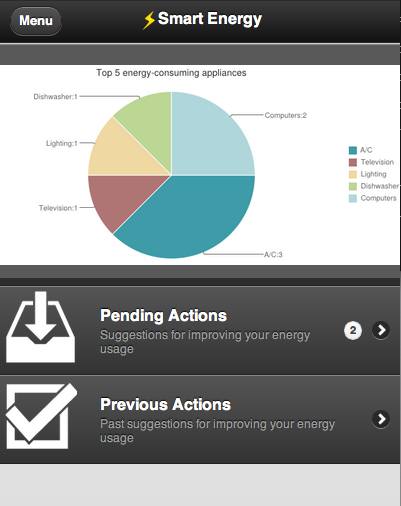 Menu
Smart Energy
Top 5 energy-consuming appliances
Dishwasher:1
Computers:2
Lighting:1
Television:1
A/C:3
A/C
Television
Lighting
Dishwasher
Computers
Pending Actions
Suggestions for improving your energy
usage
2
Previous Actions
Past suggestions for improving your energy
usage